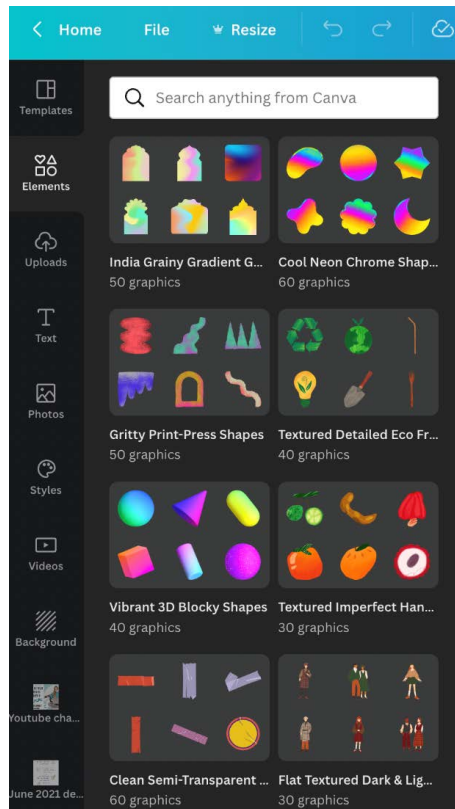 Home File Resize
Templates
Elements
Uploads
Text
Photos
Styles
Videos
Background
Youtube cha...
June 2021 de...
Search anything from Canva
India Grainy Gradient G... Cool Neon Chrome Shap...
50 graphics 60 graphics
Gritty Print-Press Shapes Textured Detailed Eco Fr...
50 graphics 40 graphics
Vibrant 3D Blocky Shapes Textured Imperfect Han...
40 graphics 30 graphics
Clean Semi-Transparent ... Flat Textured Dark & Lig...
60 graphics 30 graphics